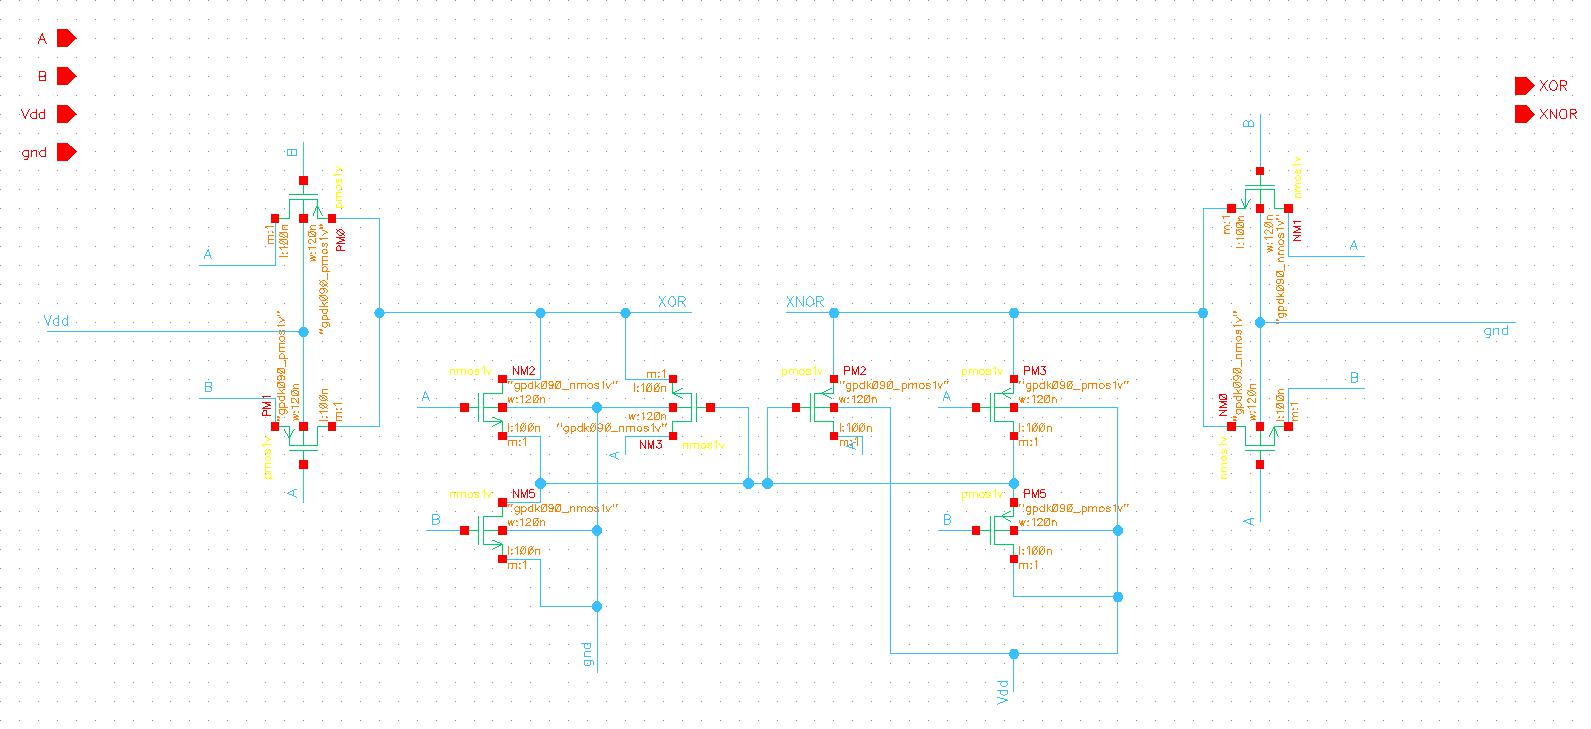 A
B
Vdd
gnd
XOR
XNOR
B
pmos1v
m:1
l:100n
w:120n
"gpdk090_pmos1v"
PM0
A
Vdd
B
PM1
"gpdk090_pmos1v"
w:120n
l:100n
m:1
pmos1v
A
XOR
nmos1v
NM2
"gpdk090_nmos1v"
w:120n
l:100n
m:1
A
m:1
l:100n
w:120n
"gpdk090_nmos1v"
NM3
nmos1v
A
nmos1v
NM5
"gpdk090_nmos1v"
w:120n
l:100n
m:1
B
gnd
XNOR
pmos1v
PM2
"gpdk090_pmos1v"
w:120n
l:100n
m:1
A
pmos1v
PM3
"gpdk090_pmos1v"
w:120n
l:100n
m:1
A
pmos1v
PM5
"gpdk090_pmos1v"
w:120n
l:100n
m:1
B
Vdd
B
nmos1v
m:1
l:100n
w:120n
"gpdk090_nmos1v"
NM1
A
gnd
B
NM0
"gpdk090_nmos1v"
w:120n
l:100n
m:1
nmos1v
A